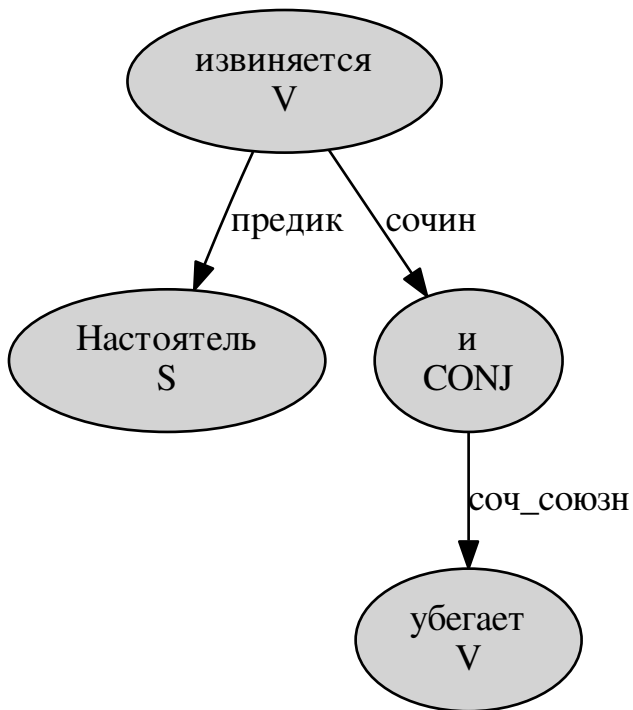 извиняется
V
предик
сочин
Настоятель
S
и
CONJ
соч_союзн
убегает
V